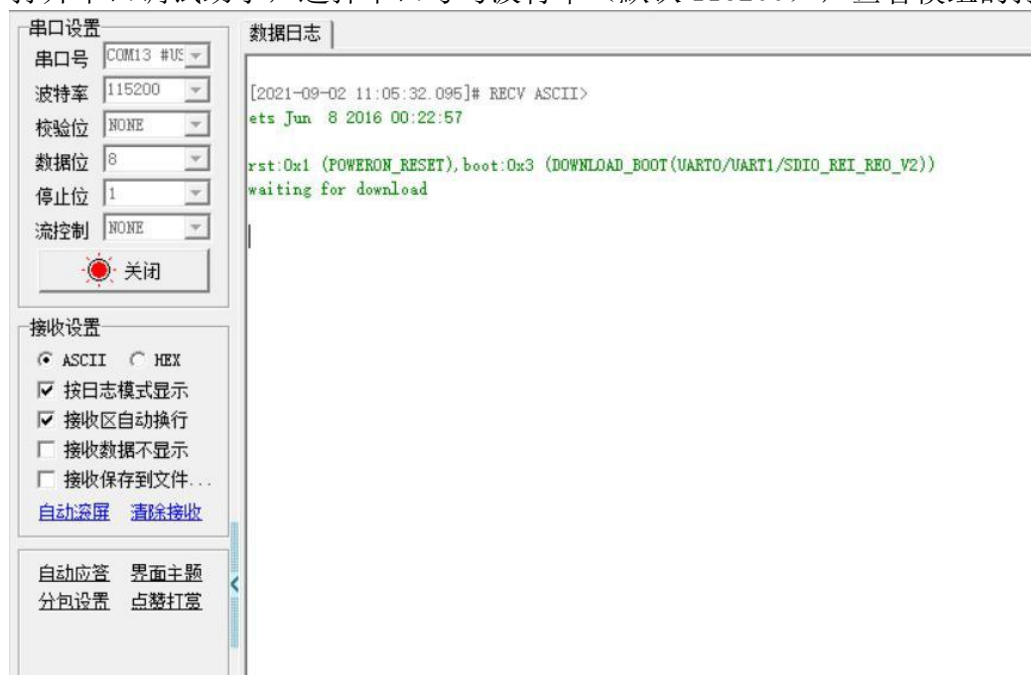 串口设置
串口号 COM13 #US
波特率 115200
校验位 NONE
数据位 8
停止位 1
流控制 NONE
关闭
接收设置
ASCII HEX
按日志模式显示
接收区自动换行
接收数据不显示
接收保存到文件...
自动滚屏 清除接收
自动应答 界面主题
分包设置 点赞打赏
数据日志
[2021-09-02 11:05:32.095]# RECV ASCII>
ets Jun 8 2016 00:22:57
rst:0x1 (POWERON_RESET),boot:0x3 (DOWNLOAD_BOOT(UART0/UART1/SDIO_REI_REO_V2))
waiting for download